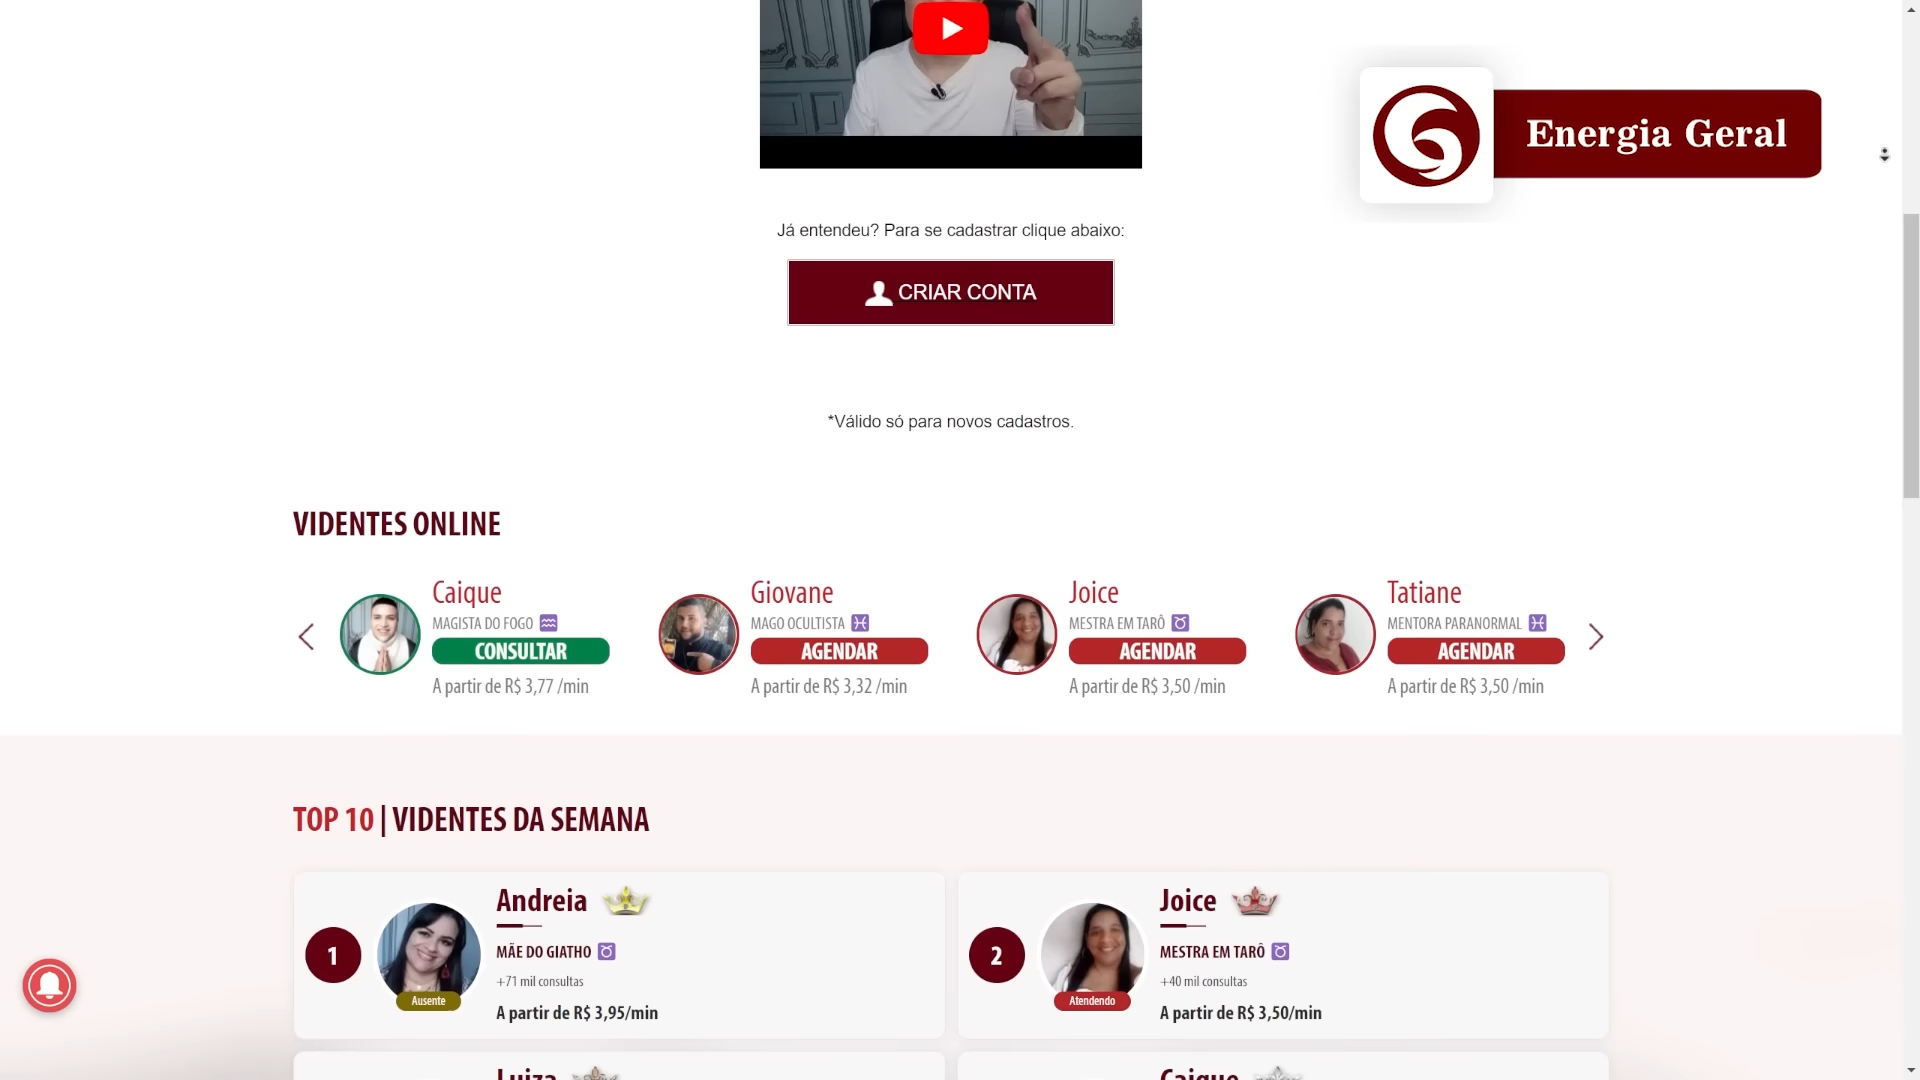 Energia Geral
Já entendeu? Para se cadastrar clique abaixo:
CRIAR CONTA
*Válido só para novos cadastros.
VIDENTES ONLINE
Caique
MAGISTA DO FOGO ♒
CONSULTAR
A partir de R$ 3,77 /min
Giovane
MAGO OCULTISTA ♓
AGENDAR
A partir de R$ 3,32 /min
Joice
MESTRA EM TARÔ ♉
AGENDAR
A partir de R$ 3,50 /min
Tatiane
MENTORA PARANORMAL ♓
AGENDAR
A partir de R$ 3,50 /min
TOP 10 | VIDENTES DA SEMANA
1
Andreia
MÃE DO GIATHO ♉
+71 mil consultas
Ausente
A partir de R$ 3,95/min
2
Joice
MESTRA EM TARÔ ♉
+40 mil consultas
Atendendo
A partir de R$ 3,50/min
Luiza
Caique